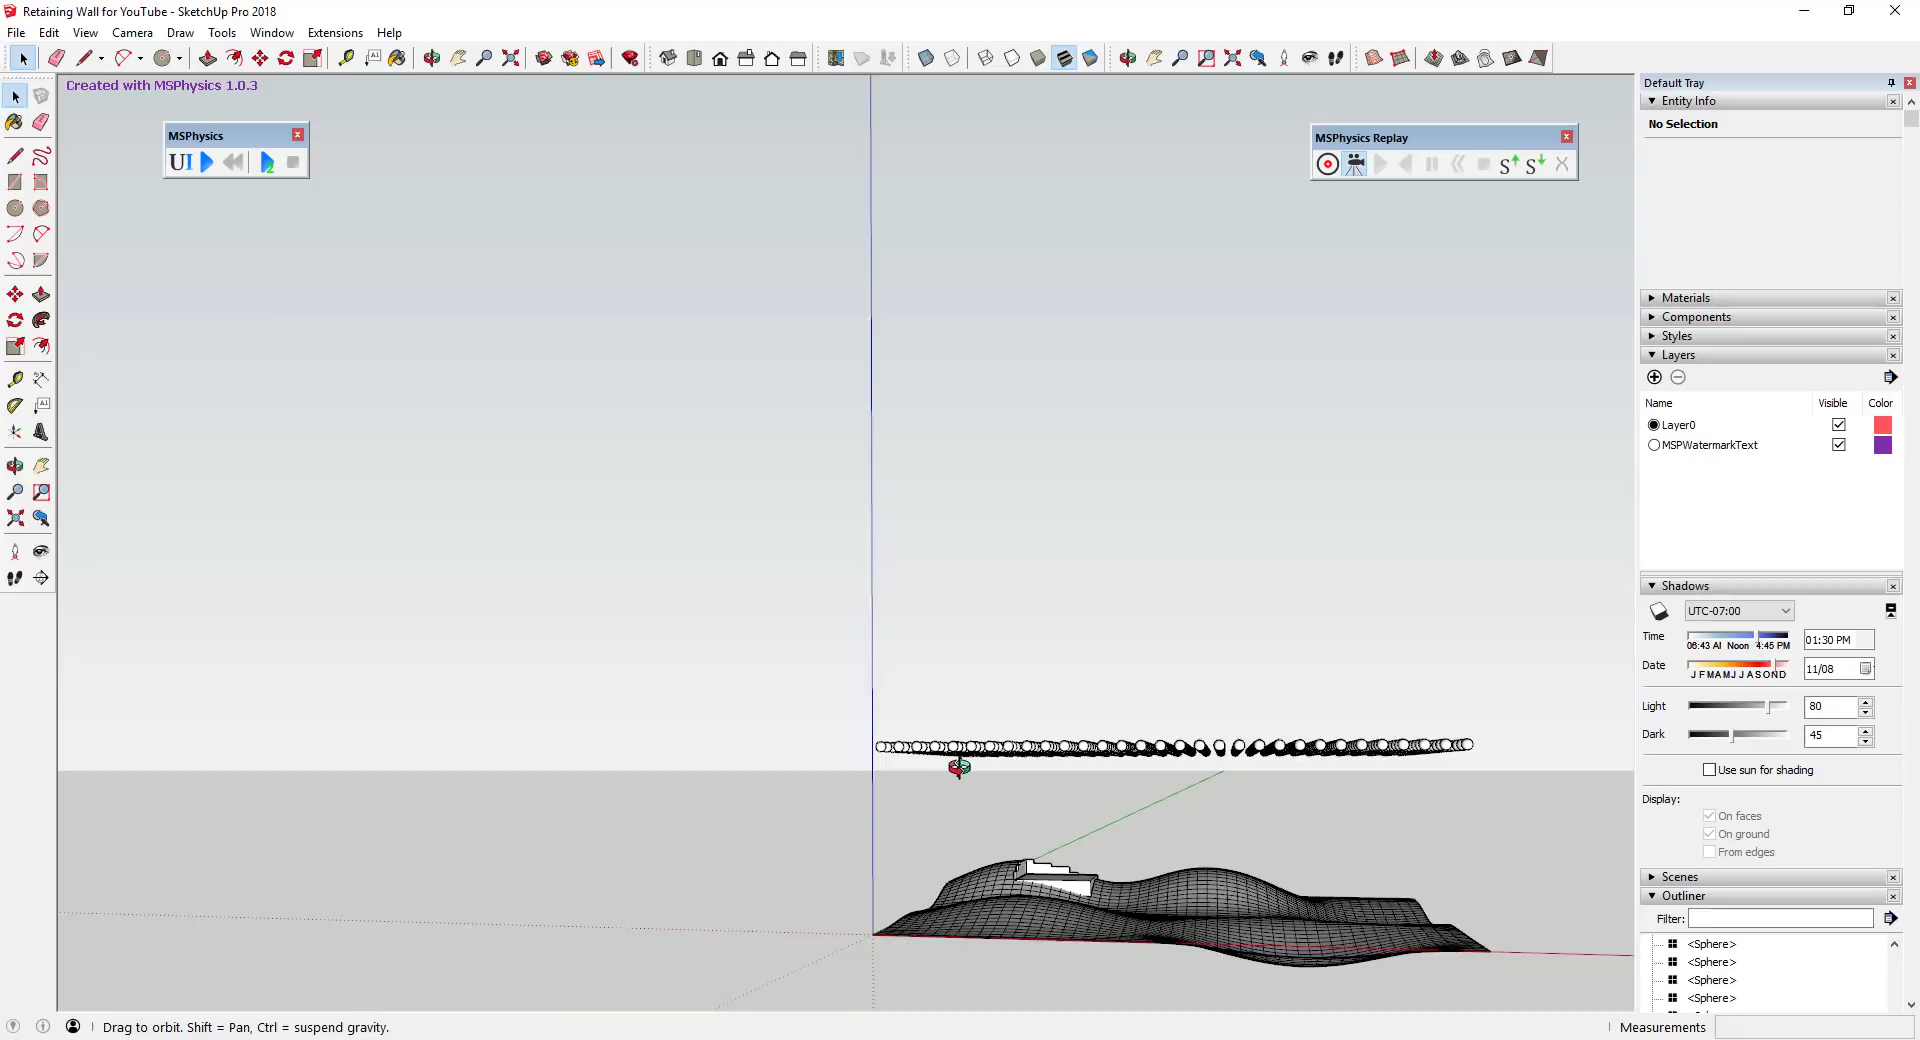 Retaining Wall for YouTube - SketchUp Pro 2018
File Edit View Camera Draw Tools Window Extensions Help
Created with MSPhysics 1.0.3
MSPhysics
UI
2
MSPhysics Replay
S S
Default Tray
Entity Info
No Selection
Materials
Components
Styles
Layers
Name Visible Color
Layer0
MSPWatermarkText
Shadows
UTC-07:00
Time 06:43 AI Noon 4:45 PM 01:30 PM
Date J F M A M J J A S O N D 11/08
Light 80
Dark 45
Use sun for shading
Display:
On faces
On ground
From edges
Scenes
Outliner
Filter:
<Sphere>
<Sphere>
<Sphere>
<Sphere>
Drag to orbit. Shift = Pan, Ctrl = suspend gravity.
Measurements